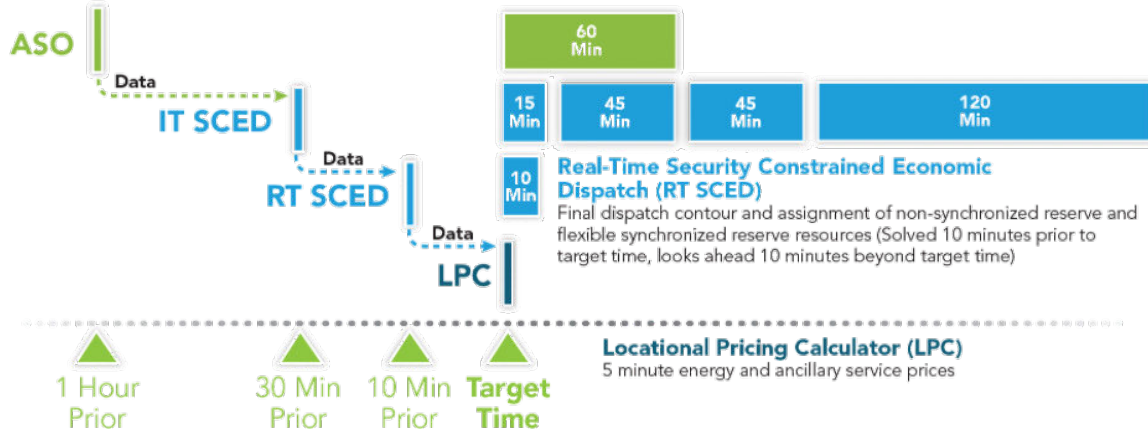 ASO
60
Min
Data
15
Min
45
Min
45
Min
120
Min
IT SCED
Data
10
Min
Real-Time Security Constrained Economic
Dispatch (RT SCED)
RT SCED
Final dispatch contour and assignment of non-synchronized reserve and
flexible synchronized reserve resources (Solved 10 minutes prior to
target time, looks ahead 10 minutes beyond target time)
Data
LPC
Locational Pricing Calculator (LPC)
5 minute energy and ancillary service prices
1 Hour
Prior
30 Min
Prior
10 Min
Prior
Target
Time